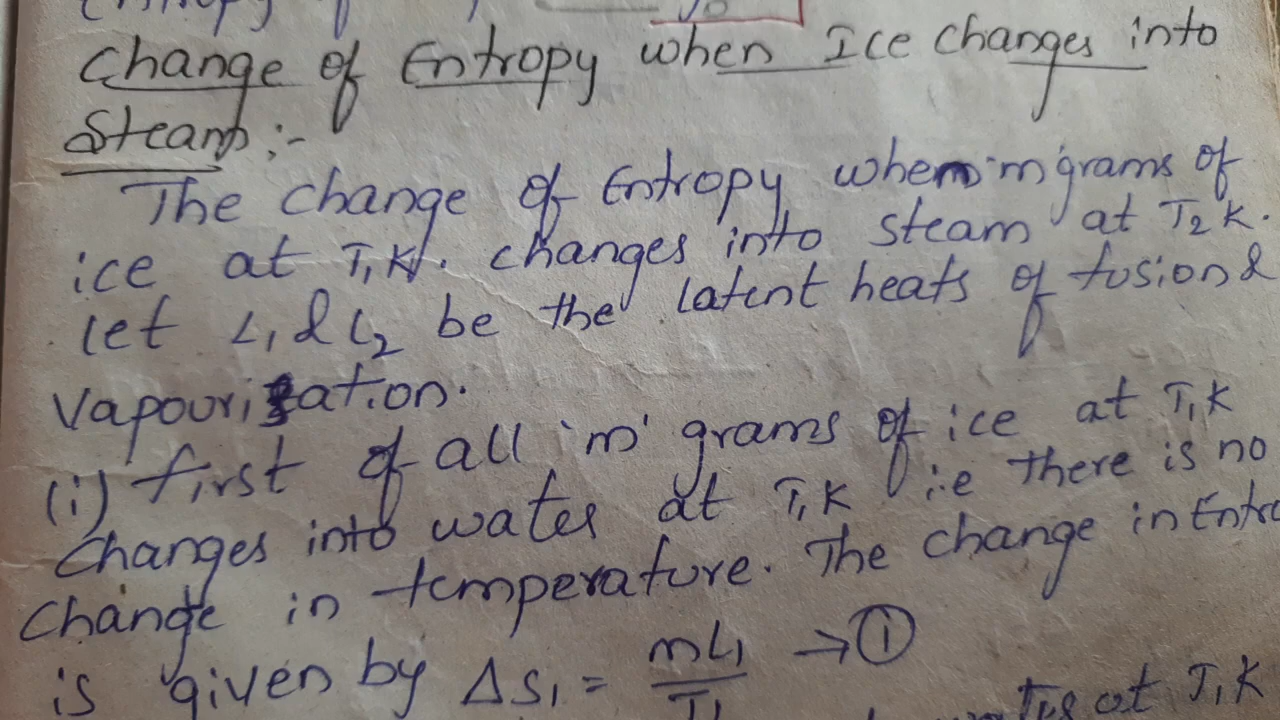 Change of Entropy when Ice changes into
Steam :-
The change of Entropy when 'm' grams of
ice at T₁K. changes into steam at T₂K.
let L₁ & L₂ be the latent heats of fusion &
Vapourisation.
(i) first of all 'm' grams of ice at T₁K
changes into water at T₁K i.e there is no
change in temperature. The change in Entro
is given by ΔS₁ = mL₁/T₁ → ①
at T₁K